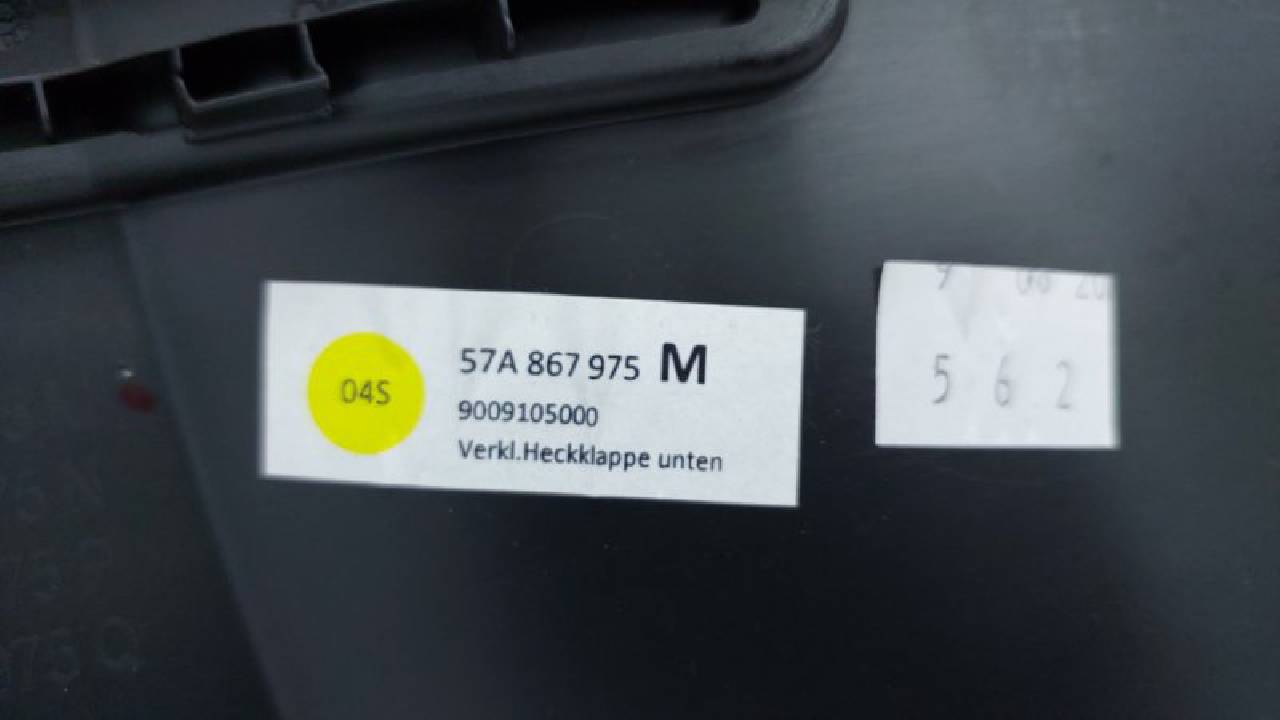 04S
57A 867 975 M
9009105000
Verkl.Heckklappe unten
5 6 2